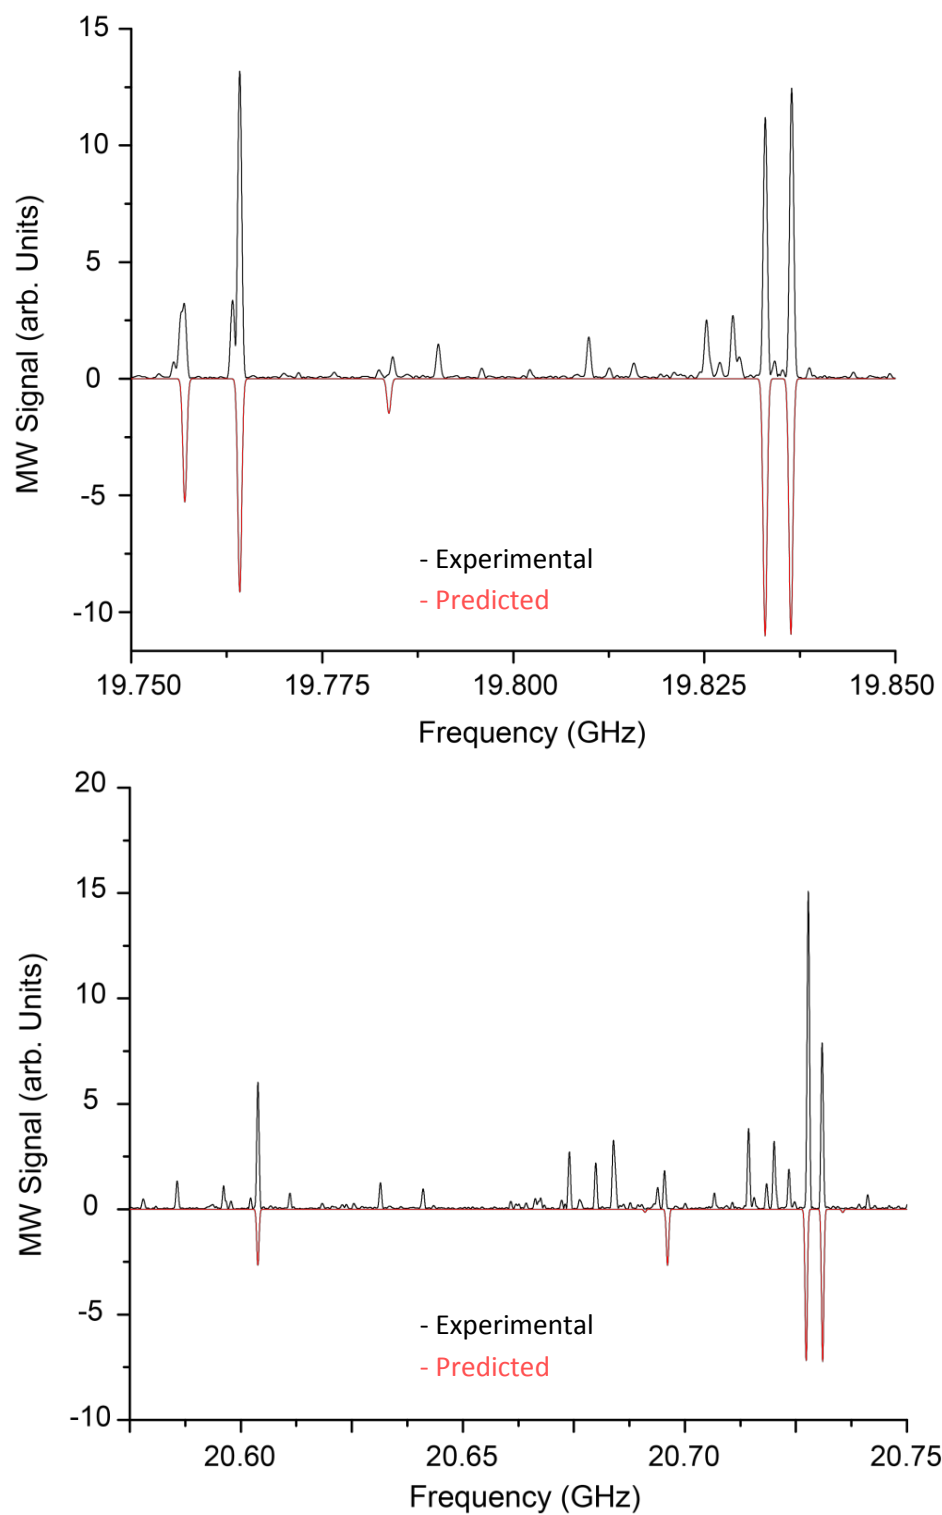 15
10
5
0
-5
-10
MW Signal (arb. Units)
- Experimental
- Predicted
19.750 19.775 19.800 19.825 19.850
Frequency (GHz)
20
15
10
5
0
-5
-10
MW Signal (arb. Units)
- Experimental
- Predicted
20.60 20.65 20.70 20.75
Frequency (GHz)